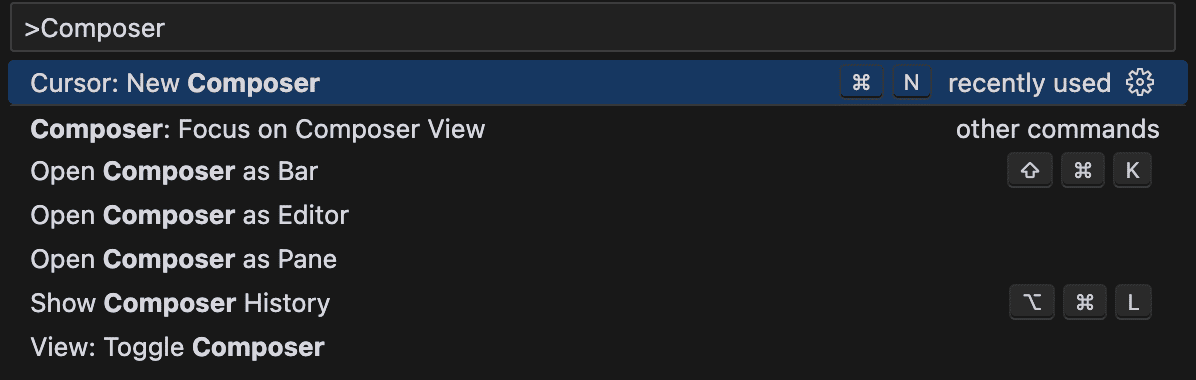 >Composer
Cursor: New Composer ⌘ N recently used
Composer: Focus on Composer View other commands
Open Composer as Bar ⇧ ⌘ K
Open Composer as Editor
Open Composer as Pane
Show Composer History ⌥ ⌘ L
View: Toggle Composer